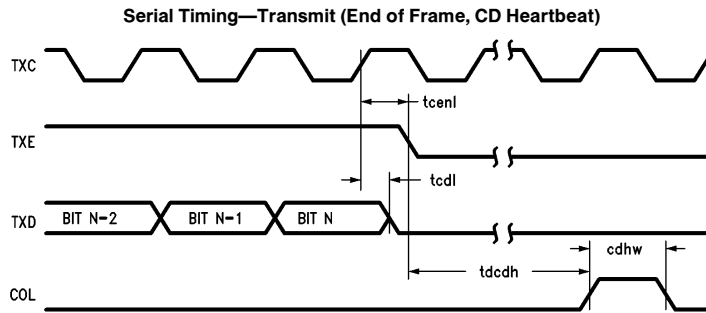 Serial Timing—Transmit (End of Frame, CD Heartbeat)
TXC
tcenl
TXE
tcdl
TXD
BIT N-2
BIT N-1
BIT N
cdhw
tdcdh
COL